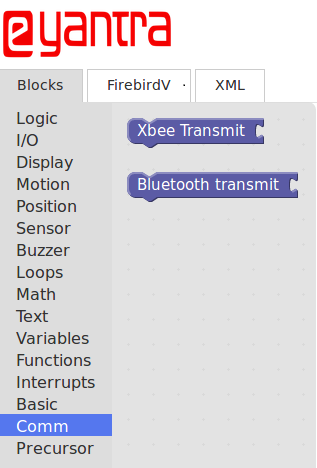 eyantra
Blocks
FirebirdV
XML
Logic
I/O
Display
Motion
Position
Sensor
Buzzer
Loops
Math
Text
Variables
Functions
Interrupts
Basic
Comm
Precursor
Xbee Transmit
Bluetooth transmit